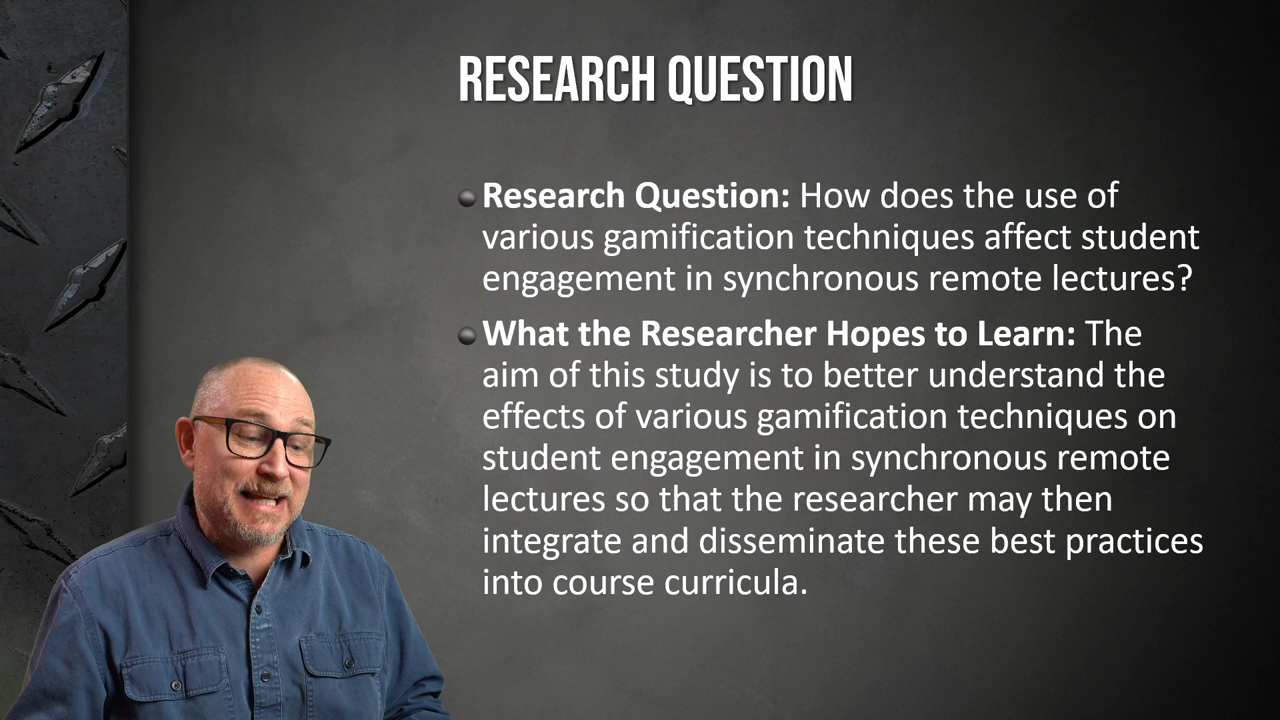 RESEARCH QUESTION
Research Question: How does the use of
various gamification techniques affect student
engagement in synchronous remote lectures?
What the Researcher Hopes to Learn: The
aim of this study is to better understand the
effects of various gamification techniques on
student engagement in synchronous remote
lectures so that the researcher may then
integrate and disseminate these best practices
into course curricula.